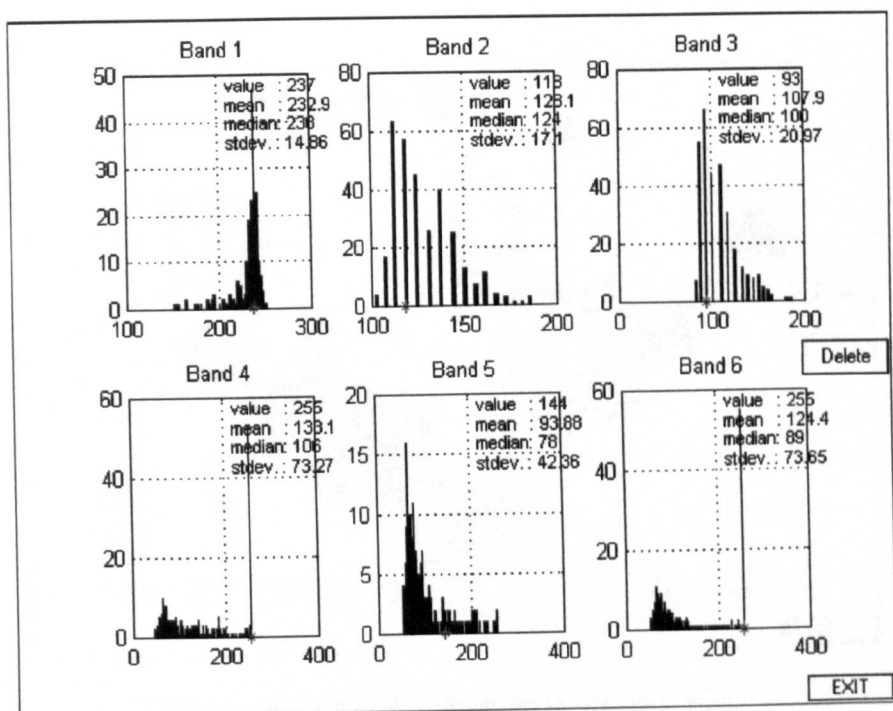 Band 1
Band 2
Band 3
50
40
30
20
10
0
100
200
300
value : 237
mean : 232.9
median: 236
stdev. : 14.86
80
60
40
20
0
100
150
200
value : 118
mean : 128.1
median: 124
stdev. : 17.1
80
60
40
20
0
0
100
200
value : 93
mean : 107.9
median: 100
stdev. : 20.97
Delete
Band 4
Band 5
Band 6
60
40
20
0
0
200
400
value : 255
mean : 133.1
median: 106
stdev. : 73.27
20
15
10
5
0
0
200
400
value : 144
mean : 93.88
median: 78
stdev. : 42.36
60
40
20
0
0
200
400
value : 255
mean : 124.4
median: 89
stdev. : 73.65
EXIT